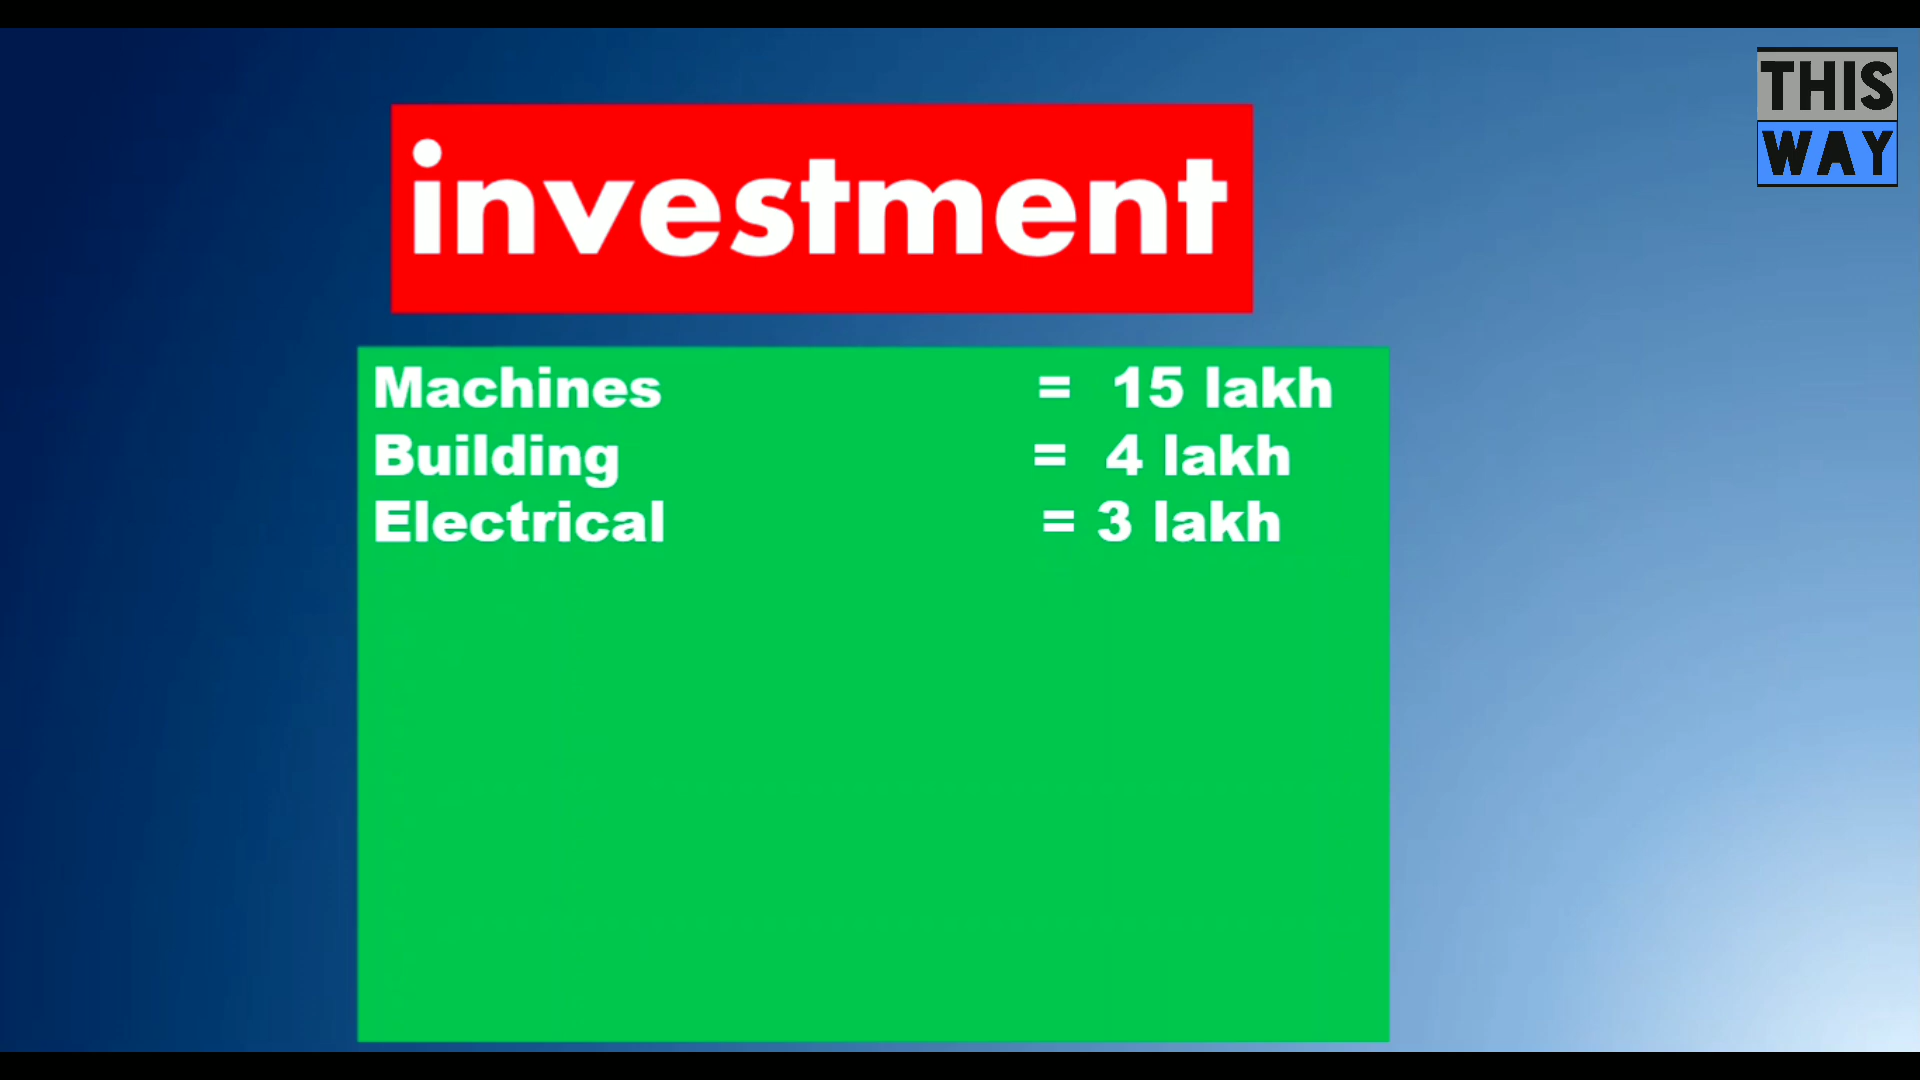 THIS
WAY
investment
Machines = 15 lakh
Building = 4 lakh
Electrical = 3 lakh